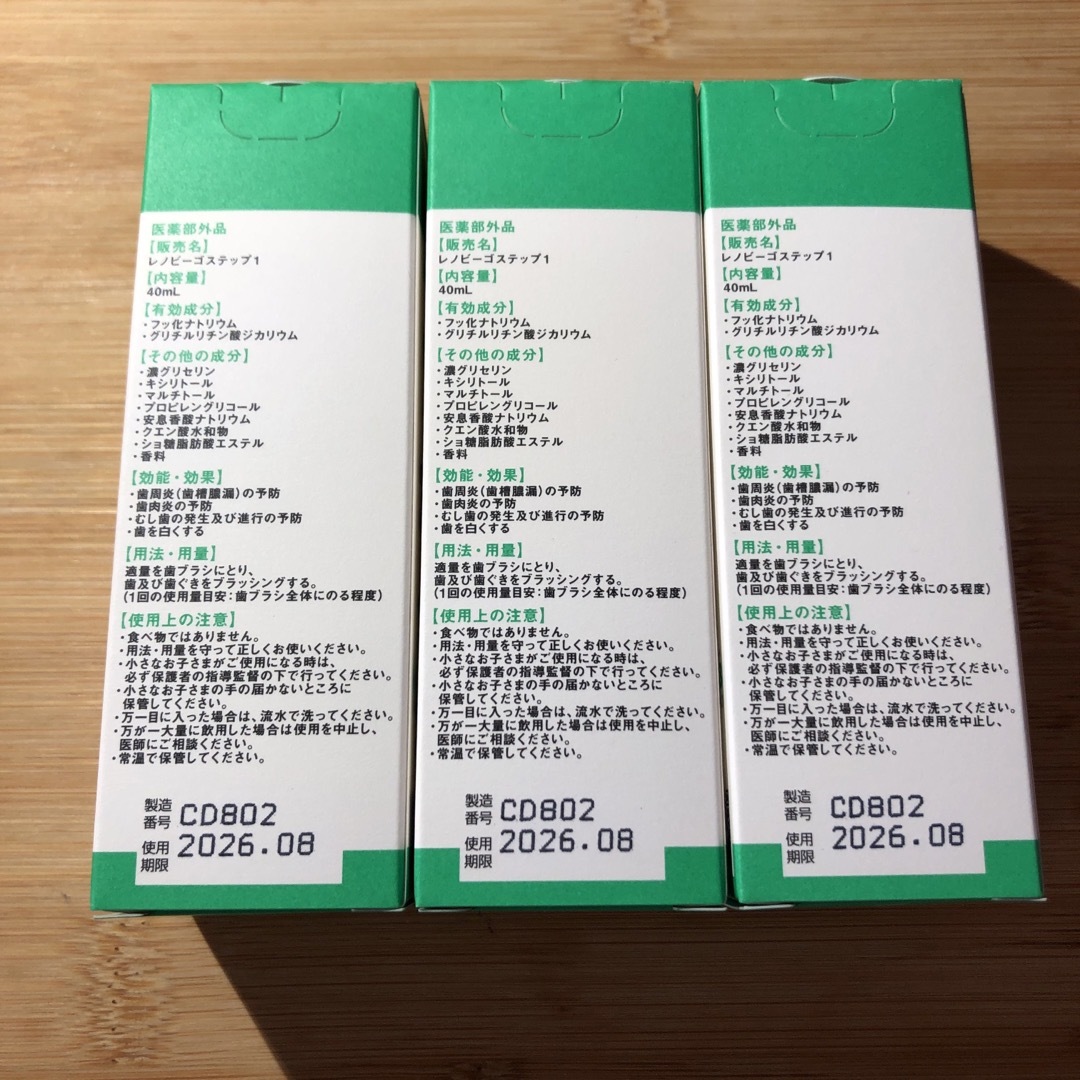 医薬部外品
【販売名】
レノビーゴステップ1
【内容量】
40mL
【有効成分】
・フッ化ナトリウム
・グリチルリチン酸ジカリウム
【その他の成分】
・濃グリセリン
・キシリトール
・マルチトール
・プロピレングリコール
・安息香酸ナトリウム
・クエン酸水和物
・ショ糖脂肪酸エステル
・香料
【効能・効果】
・歯周炎(歯槽膿漏)の予防
・歯肉炎の予防
・むし歯の発生及び進行の予防
・歯を白くする
【用法・用量】
適量を歯ブラシにとり、
歯及び歯ぐきをブラッシングする。
(1回の使用量目安:歯ブラシ全体にのる程度)
【使用上の注意】
・食べ物ではありません。
・用法・用量を守って正しくお使いください。
・小さなお子さまがご使用になる時は、
必ず保護者の指導監督の下で行ってください。
・小さなお子さまの手の届かないところに
保管してください。
・万一目に入った場合は、流水で洗ってください。
・万が一大量に飲用した場合は使用を中止し、
医師にご相談ください。
・常温で保管してください。
製造番号 CD802
使用期限 2026.08
医薬部外品
【販売名】
レノビーゴステップ1
【内容量】
40mL
【有効成分】
・フッ化ナトリウム
・グリチルリチン酸ジカリウム
【その他の成分】
・濃グリセリン
・キシリトール
・マルチトール
・プロピレングリコール
・安息香酸ナトリウム
・クエン酸水和物
・ショ糖脂肪酸エステル
・香料
【効能・効果】
・歯周炎(歯槽膿漏)の予防
・歯肉炎の予防
・むし歯の発生及び進行の予防
・歯を白くする
【用法・用量】
適量を歯ブラシにとり、
歯及び歯ぐきをブラッシングする。
(1回の使用量目安:歯ブラシ全体にのる程度)
【使用上の注意】
・食べ物ではありません。
・用法・用量を守って正しくお使いください。
・小さなお子さまがご使用になる時は、
必ず保護者の指導監督の下で行ってください。
・小さなお子さまの手の届かないところに
保管してください。
・万一目に入った場合は、流水で洗ってください。
・万が一大量に飲用した場合は使用を中止し、
医師にご相談ください。
・常温で保管してください。
製造番号 CD802
使用期限 2026.08
医薬部外品
【販売名】
レノビーゴステップ1
【内容量】
40mL
【有効成分】
・フッ化ナトリウム
・グリチルリチン酸ジカリウム
【その他の成分】
・濃グリセリン
・キシリトール
・マルチトール
・プロピレングリコール
・安息香酸ナトリウム
・クエン酸水和物
・ショ糖脂肪酸エステル
・香料
【効能・効果】
・歯周炎(歯槽膿漏)の予防
・歯肉炎の予防
・むし歯の発生及び進行の予防
・歯を白くする
【用法・用量】
適量を歯ブラシにとり、
歯及び歯ぐきをブラッシングする。
(1回の使用量目安:歯ブラシ全体にのる程度)
【使用上の注意】
・食べ物ではありません。
・用法・用量を守って正しくお使いください。
・小さなお子さまがご使用になる時は、
必ず保護者の指導監督の下で行ってください。
・小さなお子さまの手の届かないところに
保管してください。
・万一目に入った場合は、流水で洗ってください。
・万が一大量に飲用した場合は使用を中止し、
医師にご相談ください。
・常温で保管してください。
製造番号 CD802
使用期限 2026.08